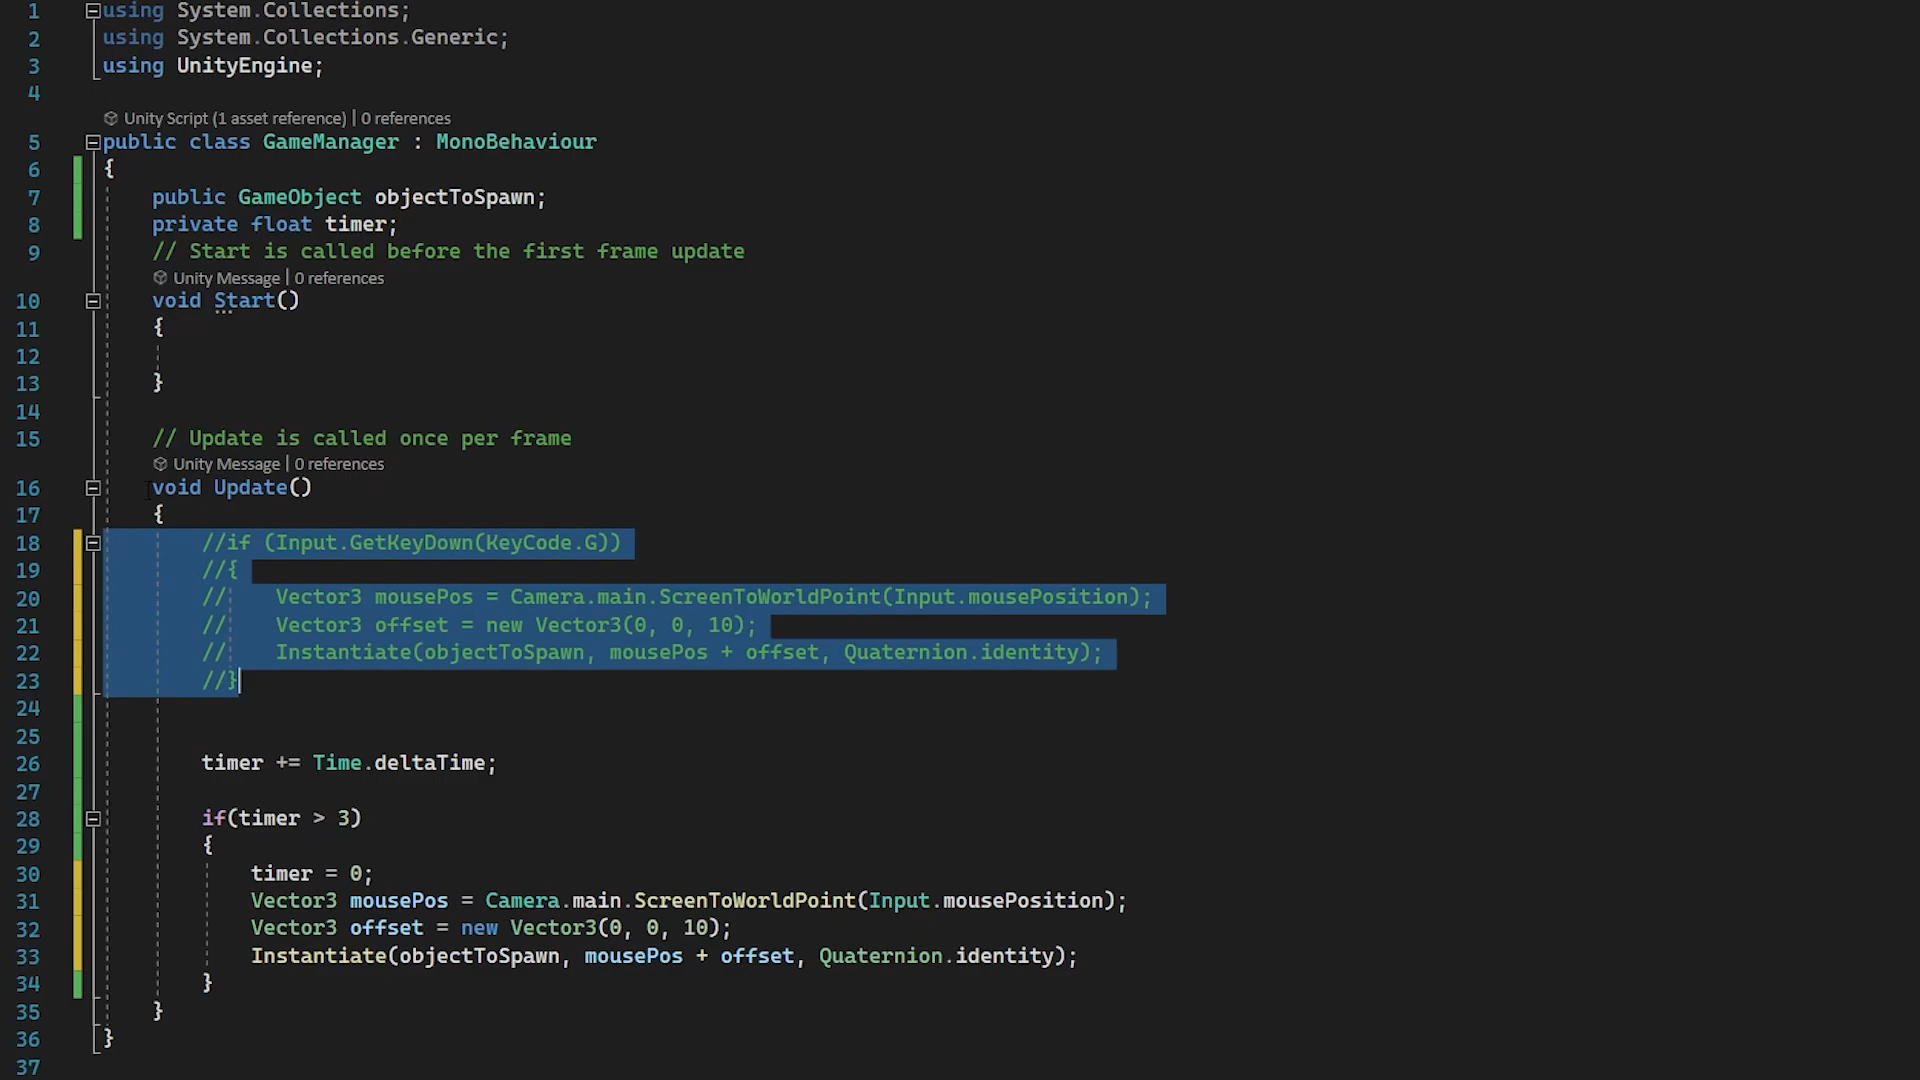 1 using System.Collections;
2 using System.Collections.Generic;
3 using UnityEngine;
4
Unity Script (1 asset reference) | 0 references
5 public class GameManager : MonoBehaviour
6 {
7 public GameObject objectToSpawn;
8 private float timer;
9 // Start is called before the first frame update
Unity Message | 0 references
10 void Start()
11 {
12
13 }
14
15 // Update is called once per frame
Unity Message | 0 references
16 void Update()
17 {
18 //if (Input.GetKeyDown(KeyCode.G))
19 //{
20 // Vector3 mousePos = Camera.main.ScreenToWorldPoint(Input.mousePosition);
21 // Vector3 offset = new Vector3(0, 0, 10);
22 // Instantiate(objectToSpawn, mousePos + offset, Quaternion.identity);
23 //}
24
25
26 timer += Time.deltaTime;
27
28 if(timer > 3)
29 {
30 timer = 0;
31 Vector3 mousePos = Camera.main.ScreenToWorldPoint(Input.mousePosition);
32 Vector3 offset = new Vector3(0, 0, 10);
33 Instantiate(objectToSpawn, mousePos + offset, Quaternion.identity);
34 }
35 }
36 }
37